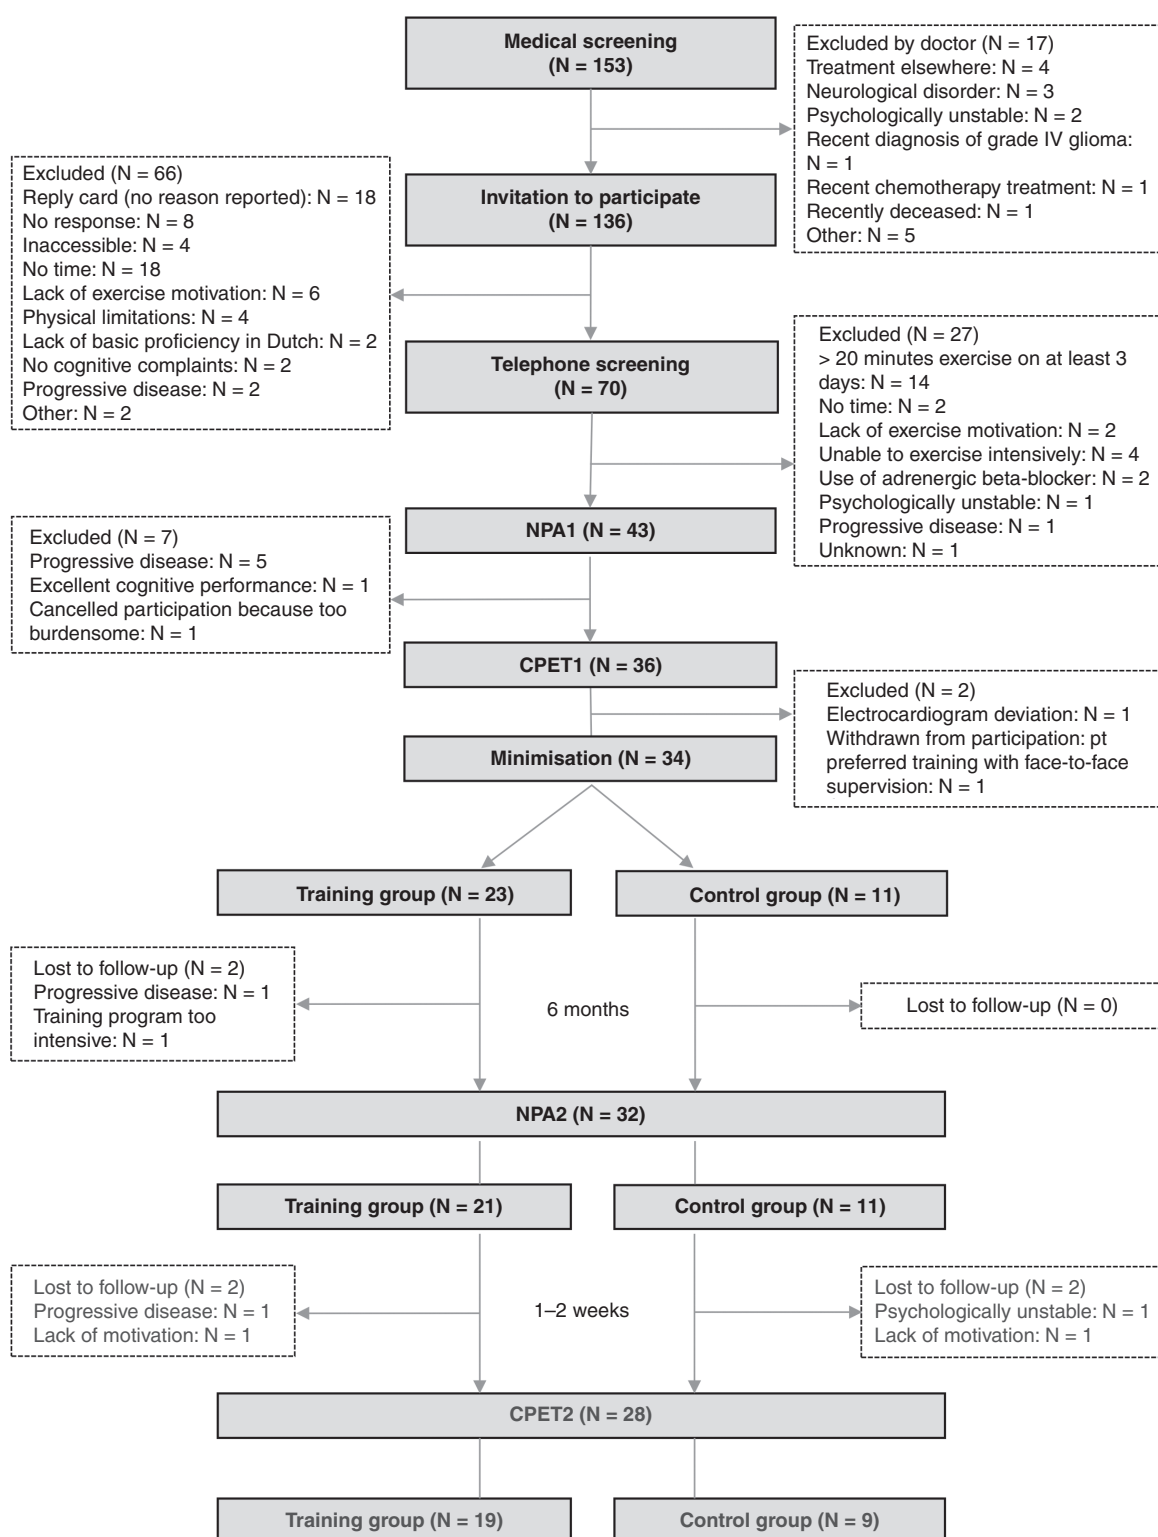 Medical screening
(N = 153)
Excluded by doctor (N = 17)
Treatment elsewhere: N = 4
Neurological disorder: N = 3
Psychologically unstable: N = 2
Recent diagnosis of grade IV glioma:
N = 1
Recent chemotherapy treatment: N = 1
Recently deceased: N = 1
Other: N = 5
Invitation to participate
(N = 136)
Excluded (N = 66)
Reply card (no reason reported): N = 18
No response: N = 8
Inaccessible: N = 4
No time: N = 18
Lack of exercise motivation: N = 6
Physical limitations: N = 4
Lack of basic proficiency in Dutch: N = 2
No cognitive complaints: N = 2
Progressive disease: N = 2
Other: N = 2
Telephone screening
(N = 70)
Excluded (N = 27)
> 20 minutes exercise on at least 3
days: N = 14
No time: N = 2
Lack of exercise motivation: N = 2
Unable to exercise intensively: N = 4
Use of adrenergic beta-blocker: N = 2
Psychologically unstable: N = 1
Progressive disease: N = 1
Unknown: N = 1
NPA1 (N = 43)
Excluded (N = 7)
Progressive disease: N = 5
Excellent cognitive performance: N = 1
Cancelled participation because too
burdensome: N = 1
CPET1 (N = 36)
Excluded (N = 2)
Electrocardiogram deviation: N = 1
Withdrawn from participation: pt
preferred training with face-to-face
supervision: N = 1
Minimisation (N = 34)
Training group (N = 23)
Control group (N = 11)
Lost to follow-up (N = 2)
Progressive disease: N = 1
Training program too
intensive: N = 1
6 months
Lost to follow-up (N = 0)
NPA2 (N = 32)
Training group (N = 21)
Control group (N = 11)
Lost to follow-up (N = 2)
Progressive disease: N = 1
Lack of motivation: N = 1
1–2 weeks
Lost to follow-up (N = 2)
Psychologically unstable: N = 1
Lack of motivation: N = 1
CPET2 (N = 28)
Training group (N = 19)
Control group (N = 9)